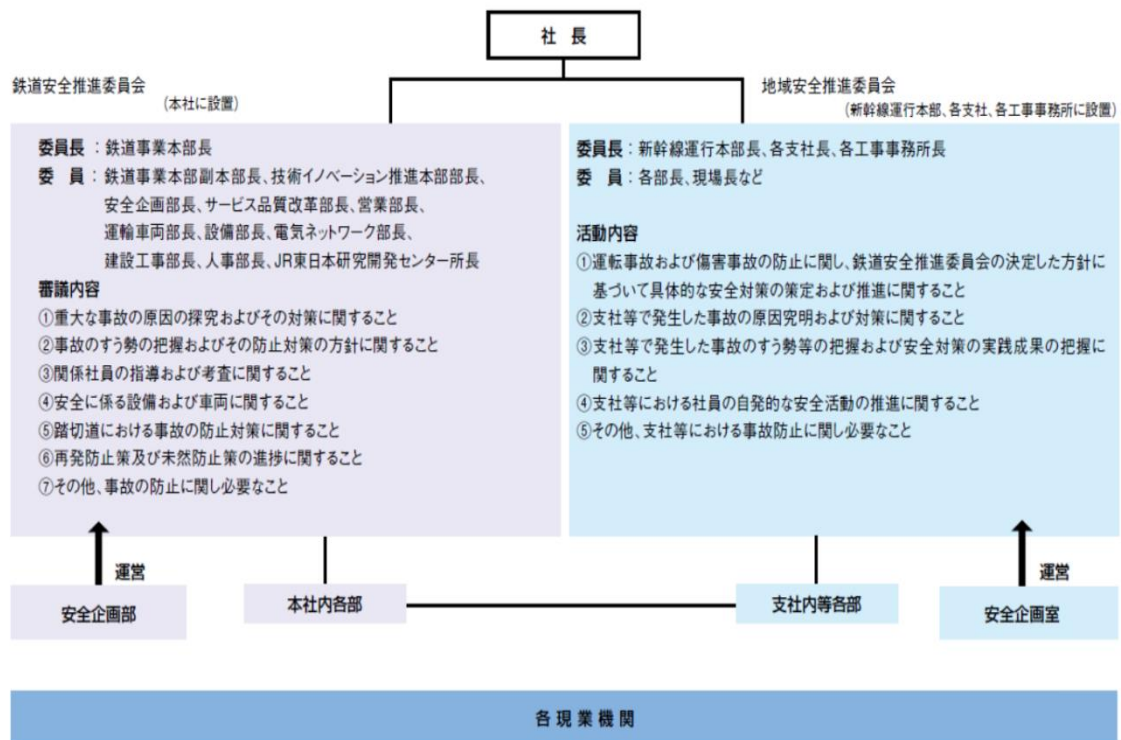 社 長
鉄道安全推進委員会
(本社に設置)
地域安全推進委員会
(新幹線運行本部、各支社、各工事事務所に設置)
委員長：鉄道事業本部長
委　員：鉄道事業本部副本部長、技術イノベーション推進本部部長、
安全企画部長、サービス品質改革部長、営業部長、
運輸車両部長、設備部長、電気ネットワーク部長、
建設工事部長、人事部長、JR東日本研究開発センター所長
審議内容
①重大な事故の原因の探究およびその対策に関すること
②事故のすう勢の把握およびその防止対策の方針に関すること
③関係社員の指導および考査に関すること
④安全に係る設備および車両に関すること
⑤踏切道における事故の防止対策に関すること
⑥再発防止策及び未然防止策の進捗に関すること
⑦その他、事故の防止に関し必要なこと
委員長：新幹線運行本部長、各支社長、各工事事務所長
委　員：各部長、現場長など
活動内容
①運転事故および傷害事故の防止に関し、鉄道安全推進委員会の決定した方針に
基づいて具体的な安全対策の策定および推進に関すること
②支社等で発生した事故の原因究明および対策に関すること
③支社等で発生した事故のすう勢等の把握および安全対策の実践成果の把握に
関すること
④支社等における社員の自発的な安全活動の推進に関すること
⑤その他、支社等における事故防止に関し必要なこと
運営
運営
安全企画部
本社内各部
支社内等各部
安全企画室
各現業機関